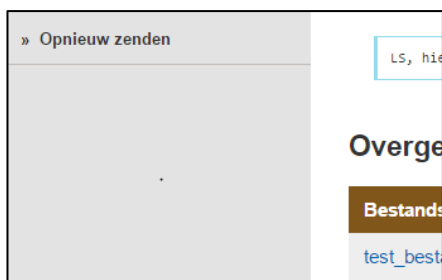 » Opnieuw zenden
LS, hie
Overge
Bestands
test_besta